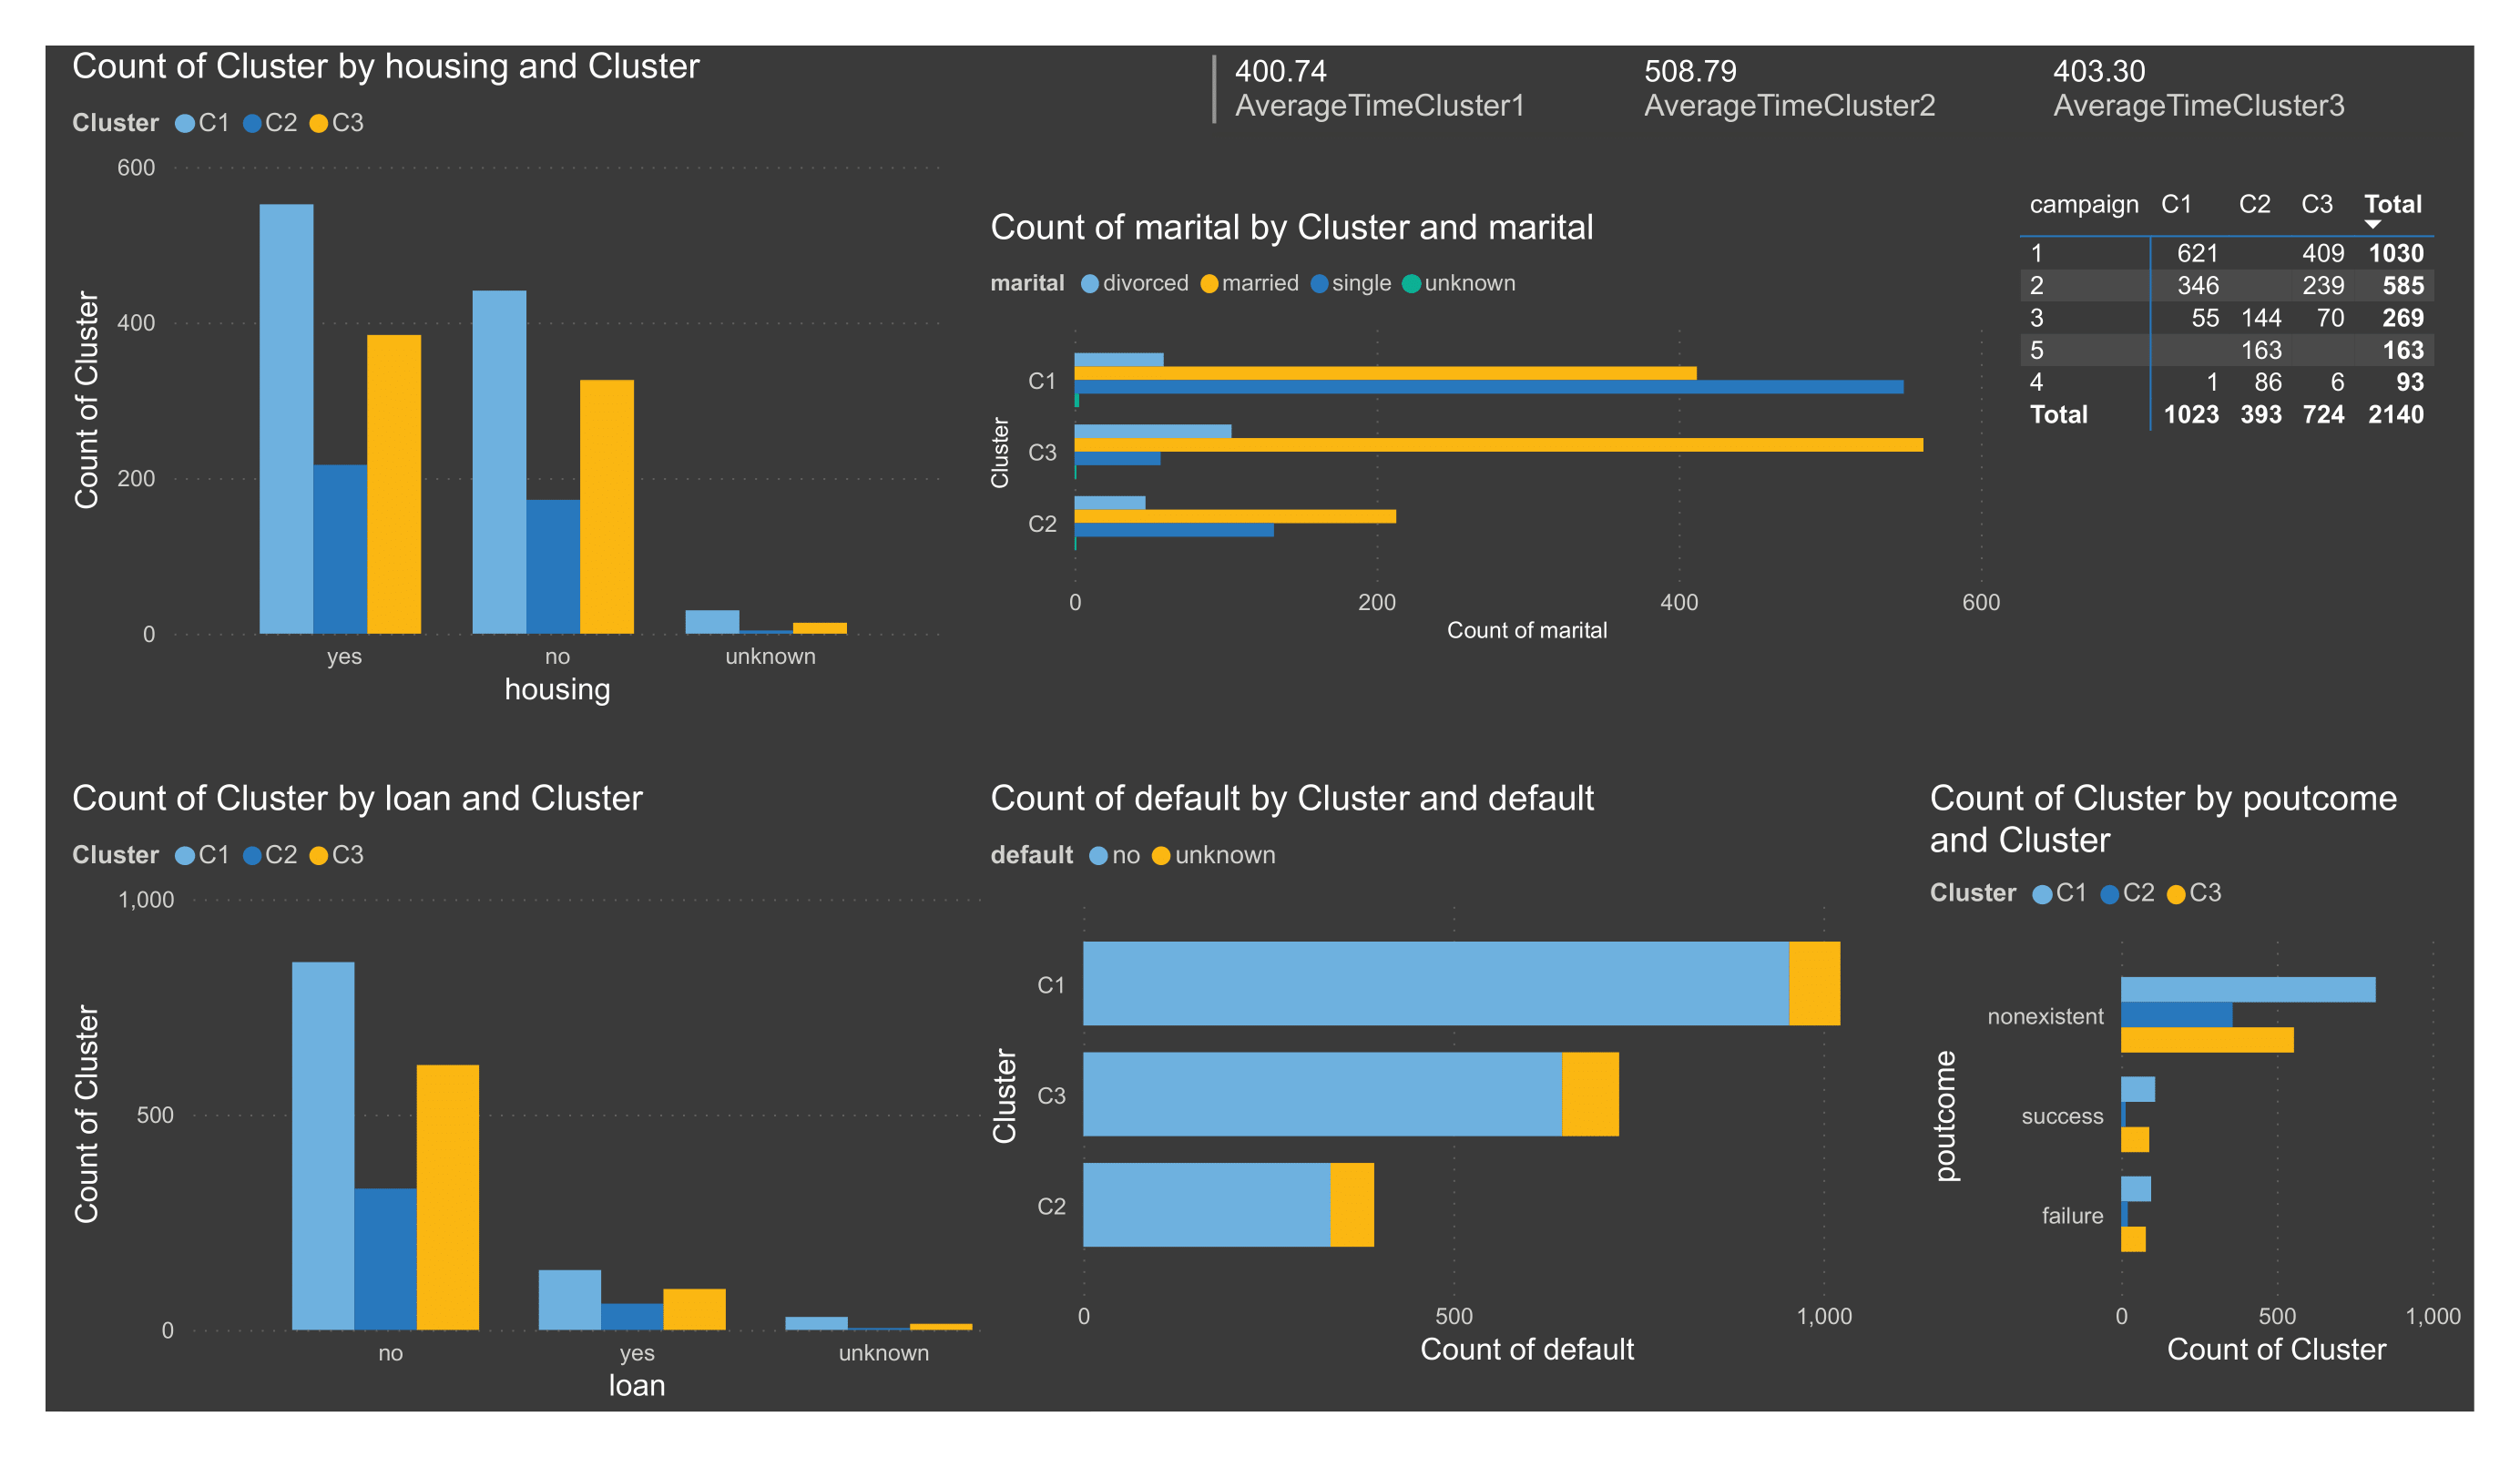 Count of Cluster by housing and Cluster
Cluster C1 C2 C3
600
400
200
0
Count of Cluster
yes no unknown
housing
400.74
AverageTimeCluster1
508.79
AverageTimeCluster2
403.30
AverageTimeCluster3
Count of marital by Cluster and marital
marital divorced married single unknown
C1
C3
C2
Cluster
0 200 400 600
Count of marital
campaign C1 C2 C3 Total
1 621 409 1030
2 346 239 585
3 55 144 70 269
5 163 163
4 1 86 6 93
Total 1023 393 724 2140
Count of Cluster by loan and Cluster
Cluster C1 C2 C3
1,000
500
0
Count of Cluster
no yes unknown
loan
Count of default by Cluster and default
default no unknown
C1
C3
C2
Cluster
0 500 1,000
Count of default
Count of Cluster by poutcome
and Cluster
Cluster C1 C2 C3
nonexistent
success
failure
poutcome
0 500 1,000
Count of Cluster